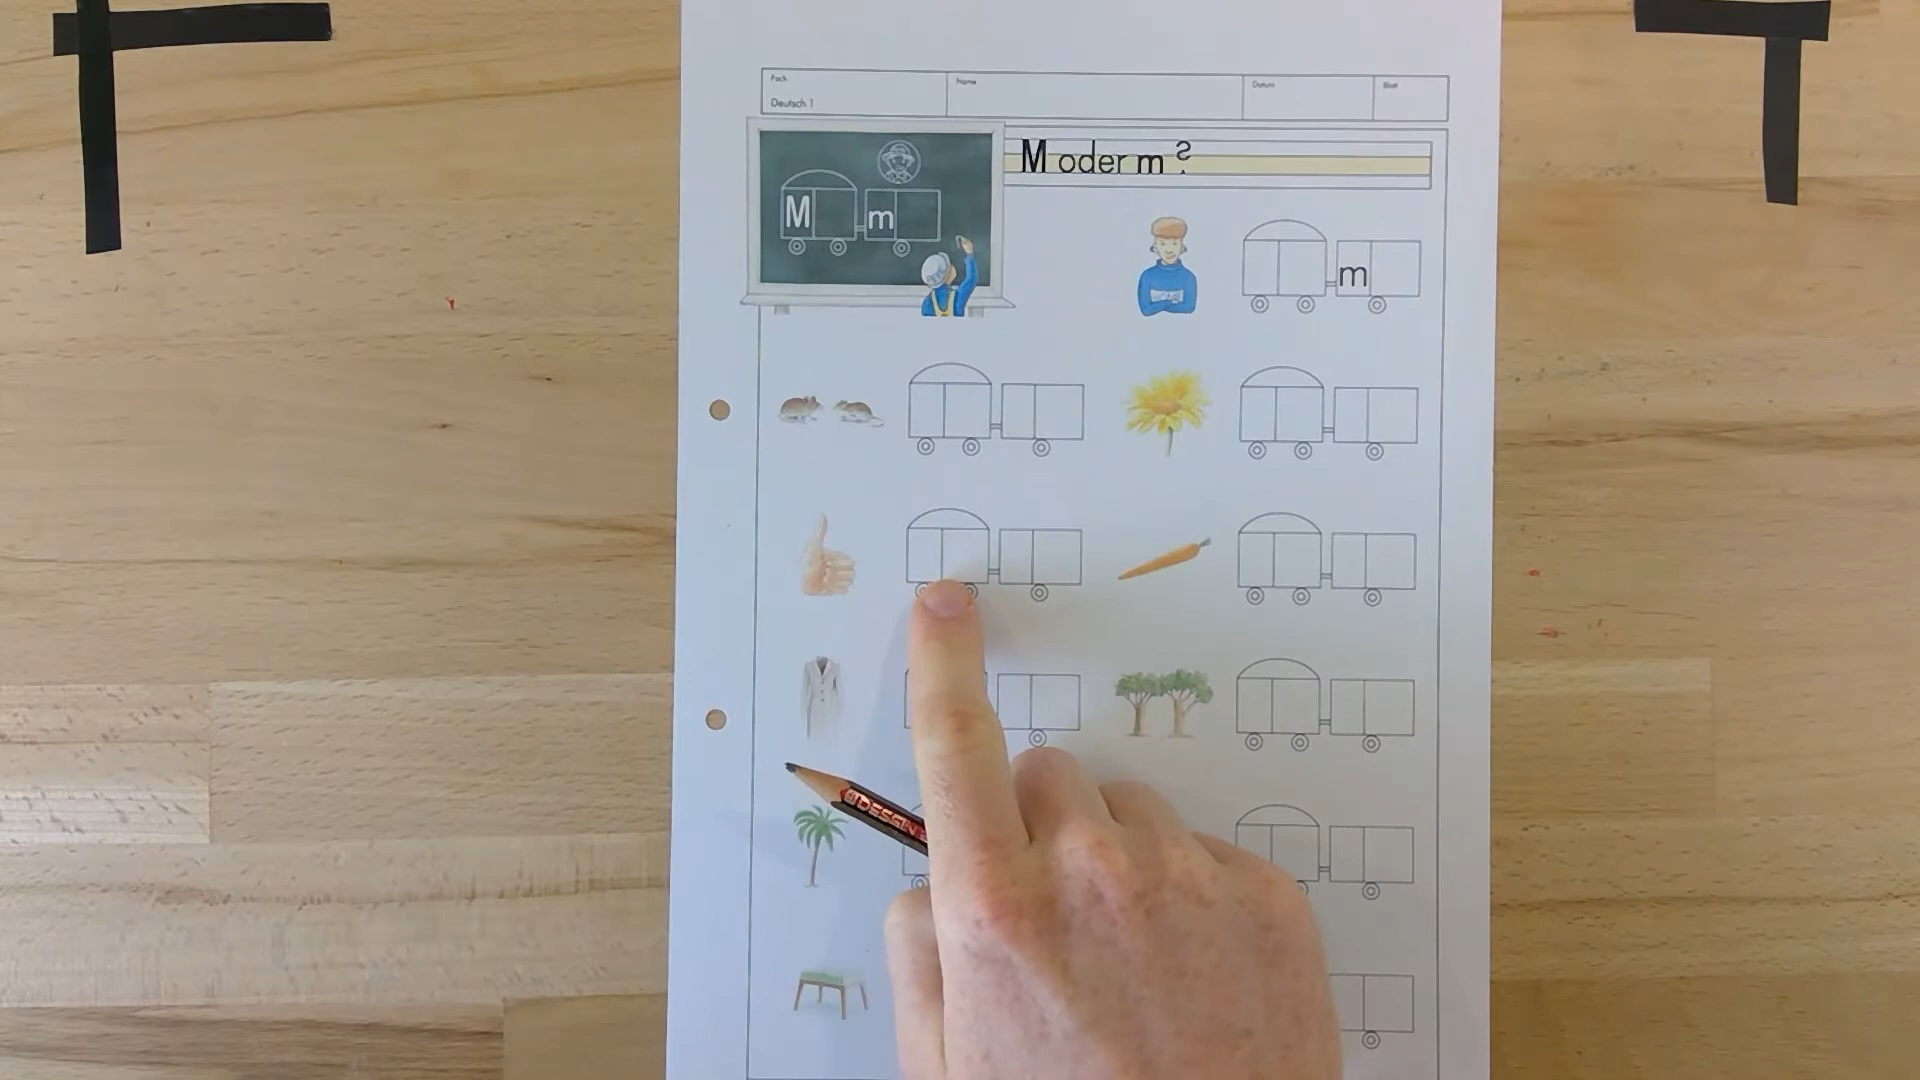 Fach
Name
Datum
Blatt
Deutsch 1
M oder m ?
M m
m